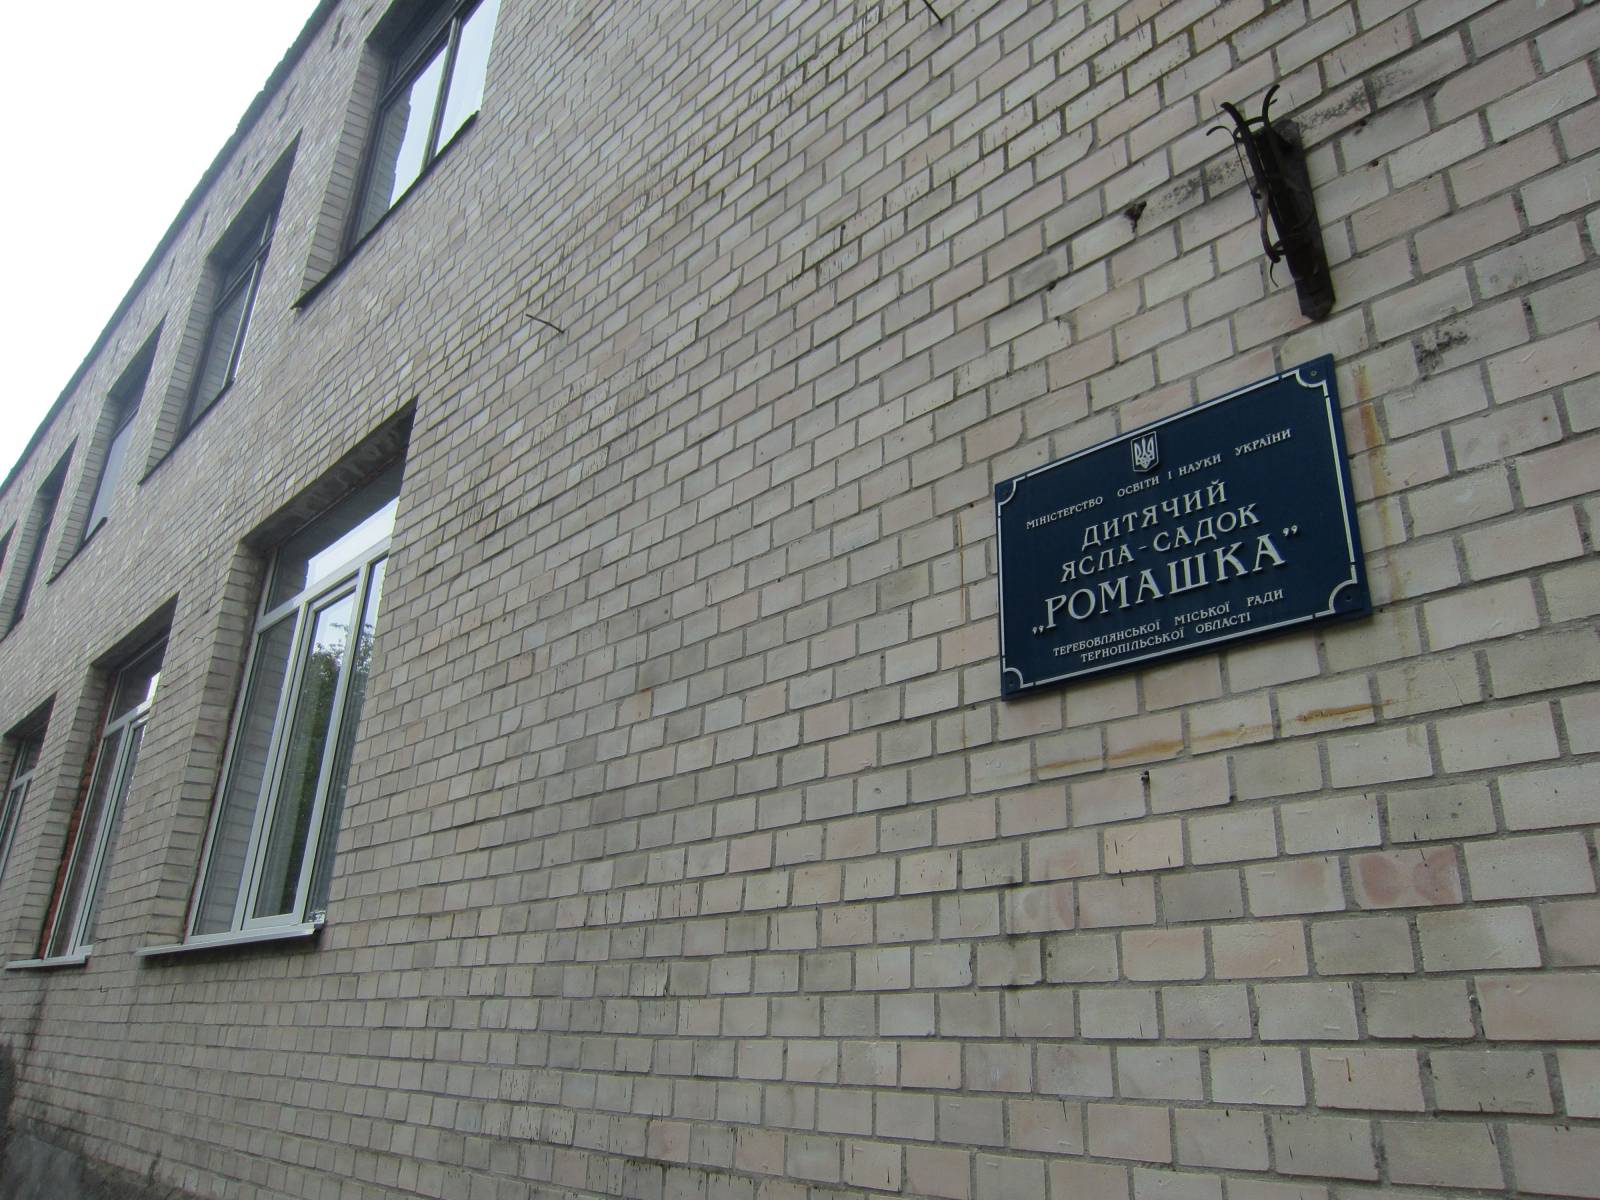 МІНІСТЕРСТВО ОСВІТИ І НАУКИ УКРАЇНИ
ДИТЯЧИЙ
ЯСЛА-САДОК
„РОМАШКА”
ТЕРЕБОВЛЯНСЬКОЇ МІСЬКОЇ РАДИ
ТЕРНОПІЛЬСЬКОЇ ОБЛАСТІ